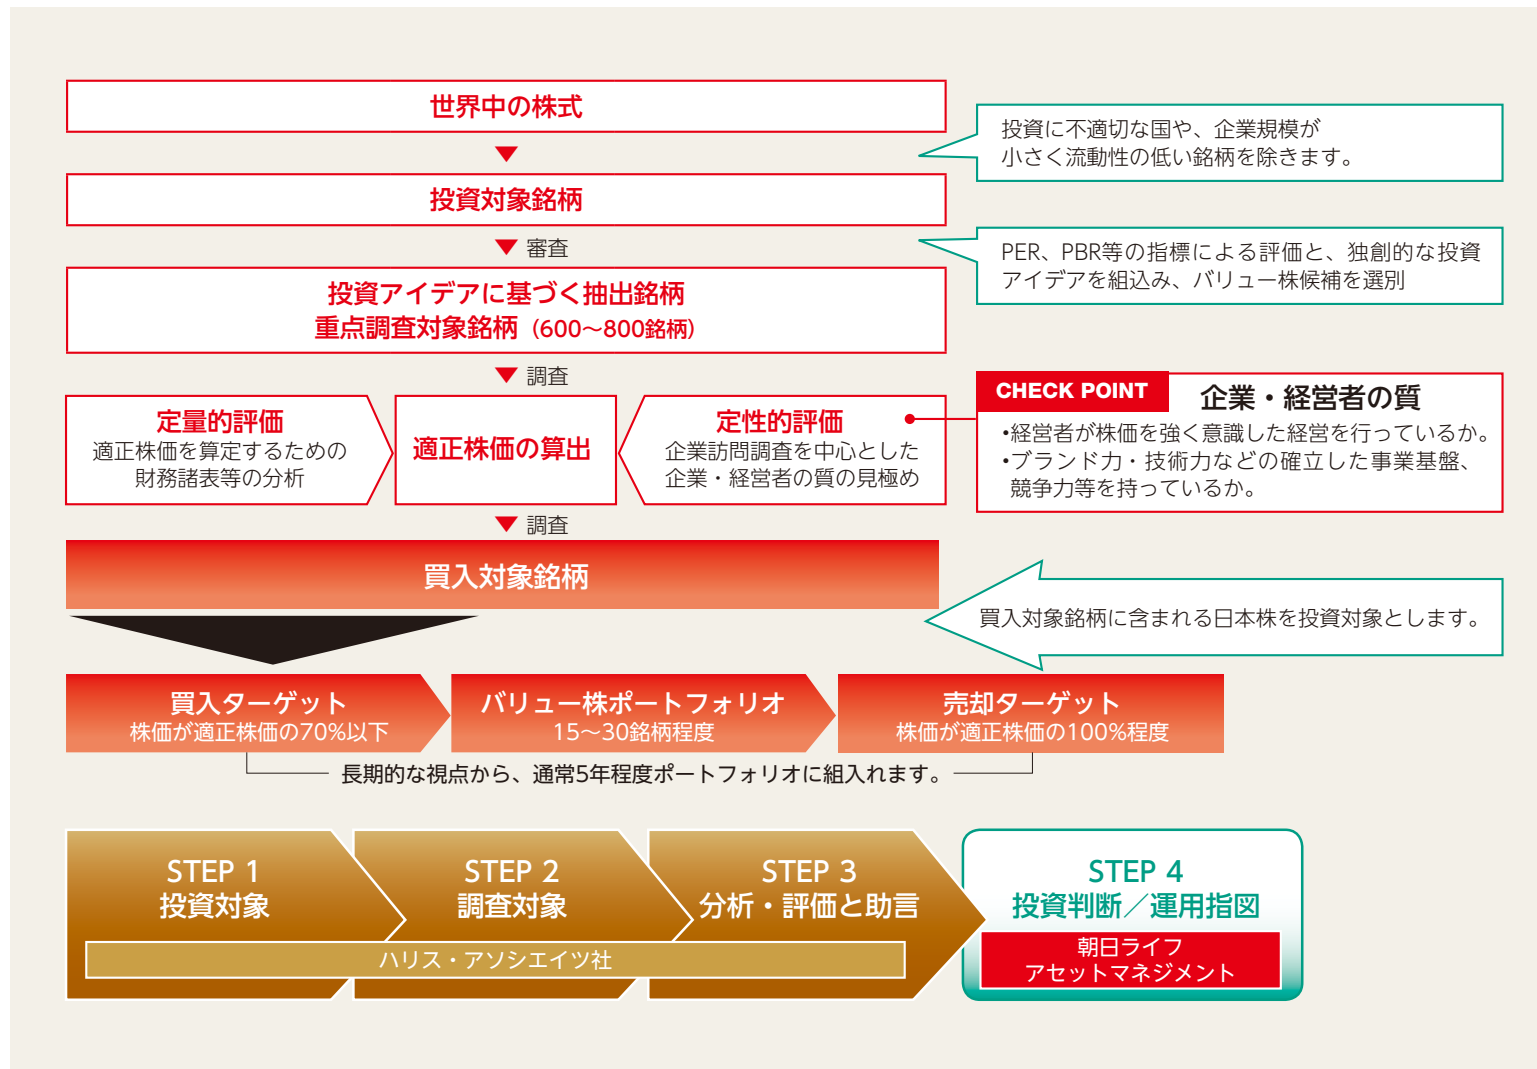 世界中の株式
投資に不適切な国や、企業規模が
小さく流動性の低い銘柄を除きます。
投資対象銘柄
審査
PER、PBR等の指標による評価と、独創的な投資
アイデアを組込み、バリュー株候補を選別
投資アイデアに基づく抽出銘柄
重点調査対象銘柄（600～800銘柄）
調査
定量的評価
適正株価を算定するための
財務諸表等の分析
適正株価の算出
定性的評価
企業訪問調査を中心とした
企業・経営者の質の見極め
CHECK POINT
企業・経営者の質
•経営者が株価を強く意識した経営を行っているか。
•ブランド力・技術力などの確立した事業基盤、
競争力等を持っているか。
調査
買入対象銘柄
買入対象銘柄に含まれる日本株を投資対象とします。
買入ターゲット
株価が適正株価の70%以下
バリュー株ポートフォリオ
15～30銘柄程度
売却ターゲット
株価が適正株価の100%程度
長期的な視点から、通常5年程度ポートフォリオに組入れます。
STEP 1
投資対象
STEP 2
調査対象
STEP 3
分析・評価と助言
ハリス・アソシエイツ社
STEP 4
投資判断／運用指図
朝日ライフ
アセットマネジメント